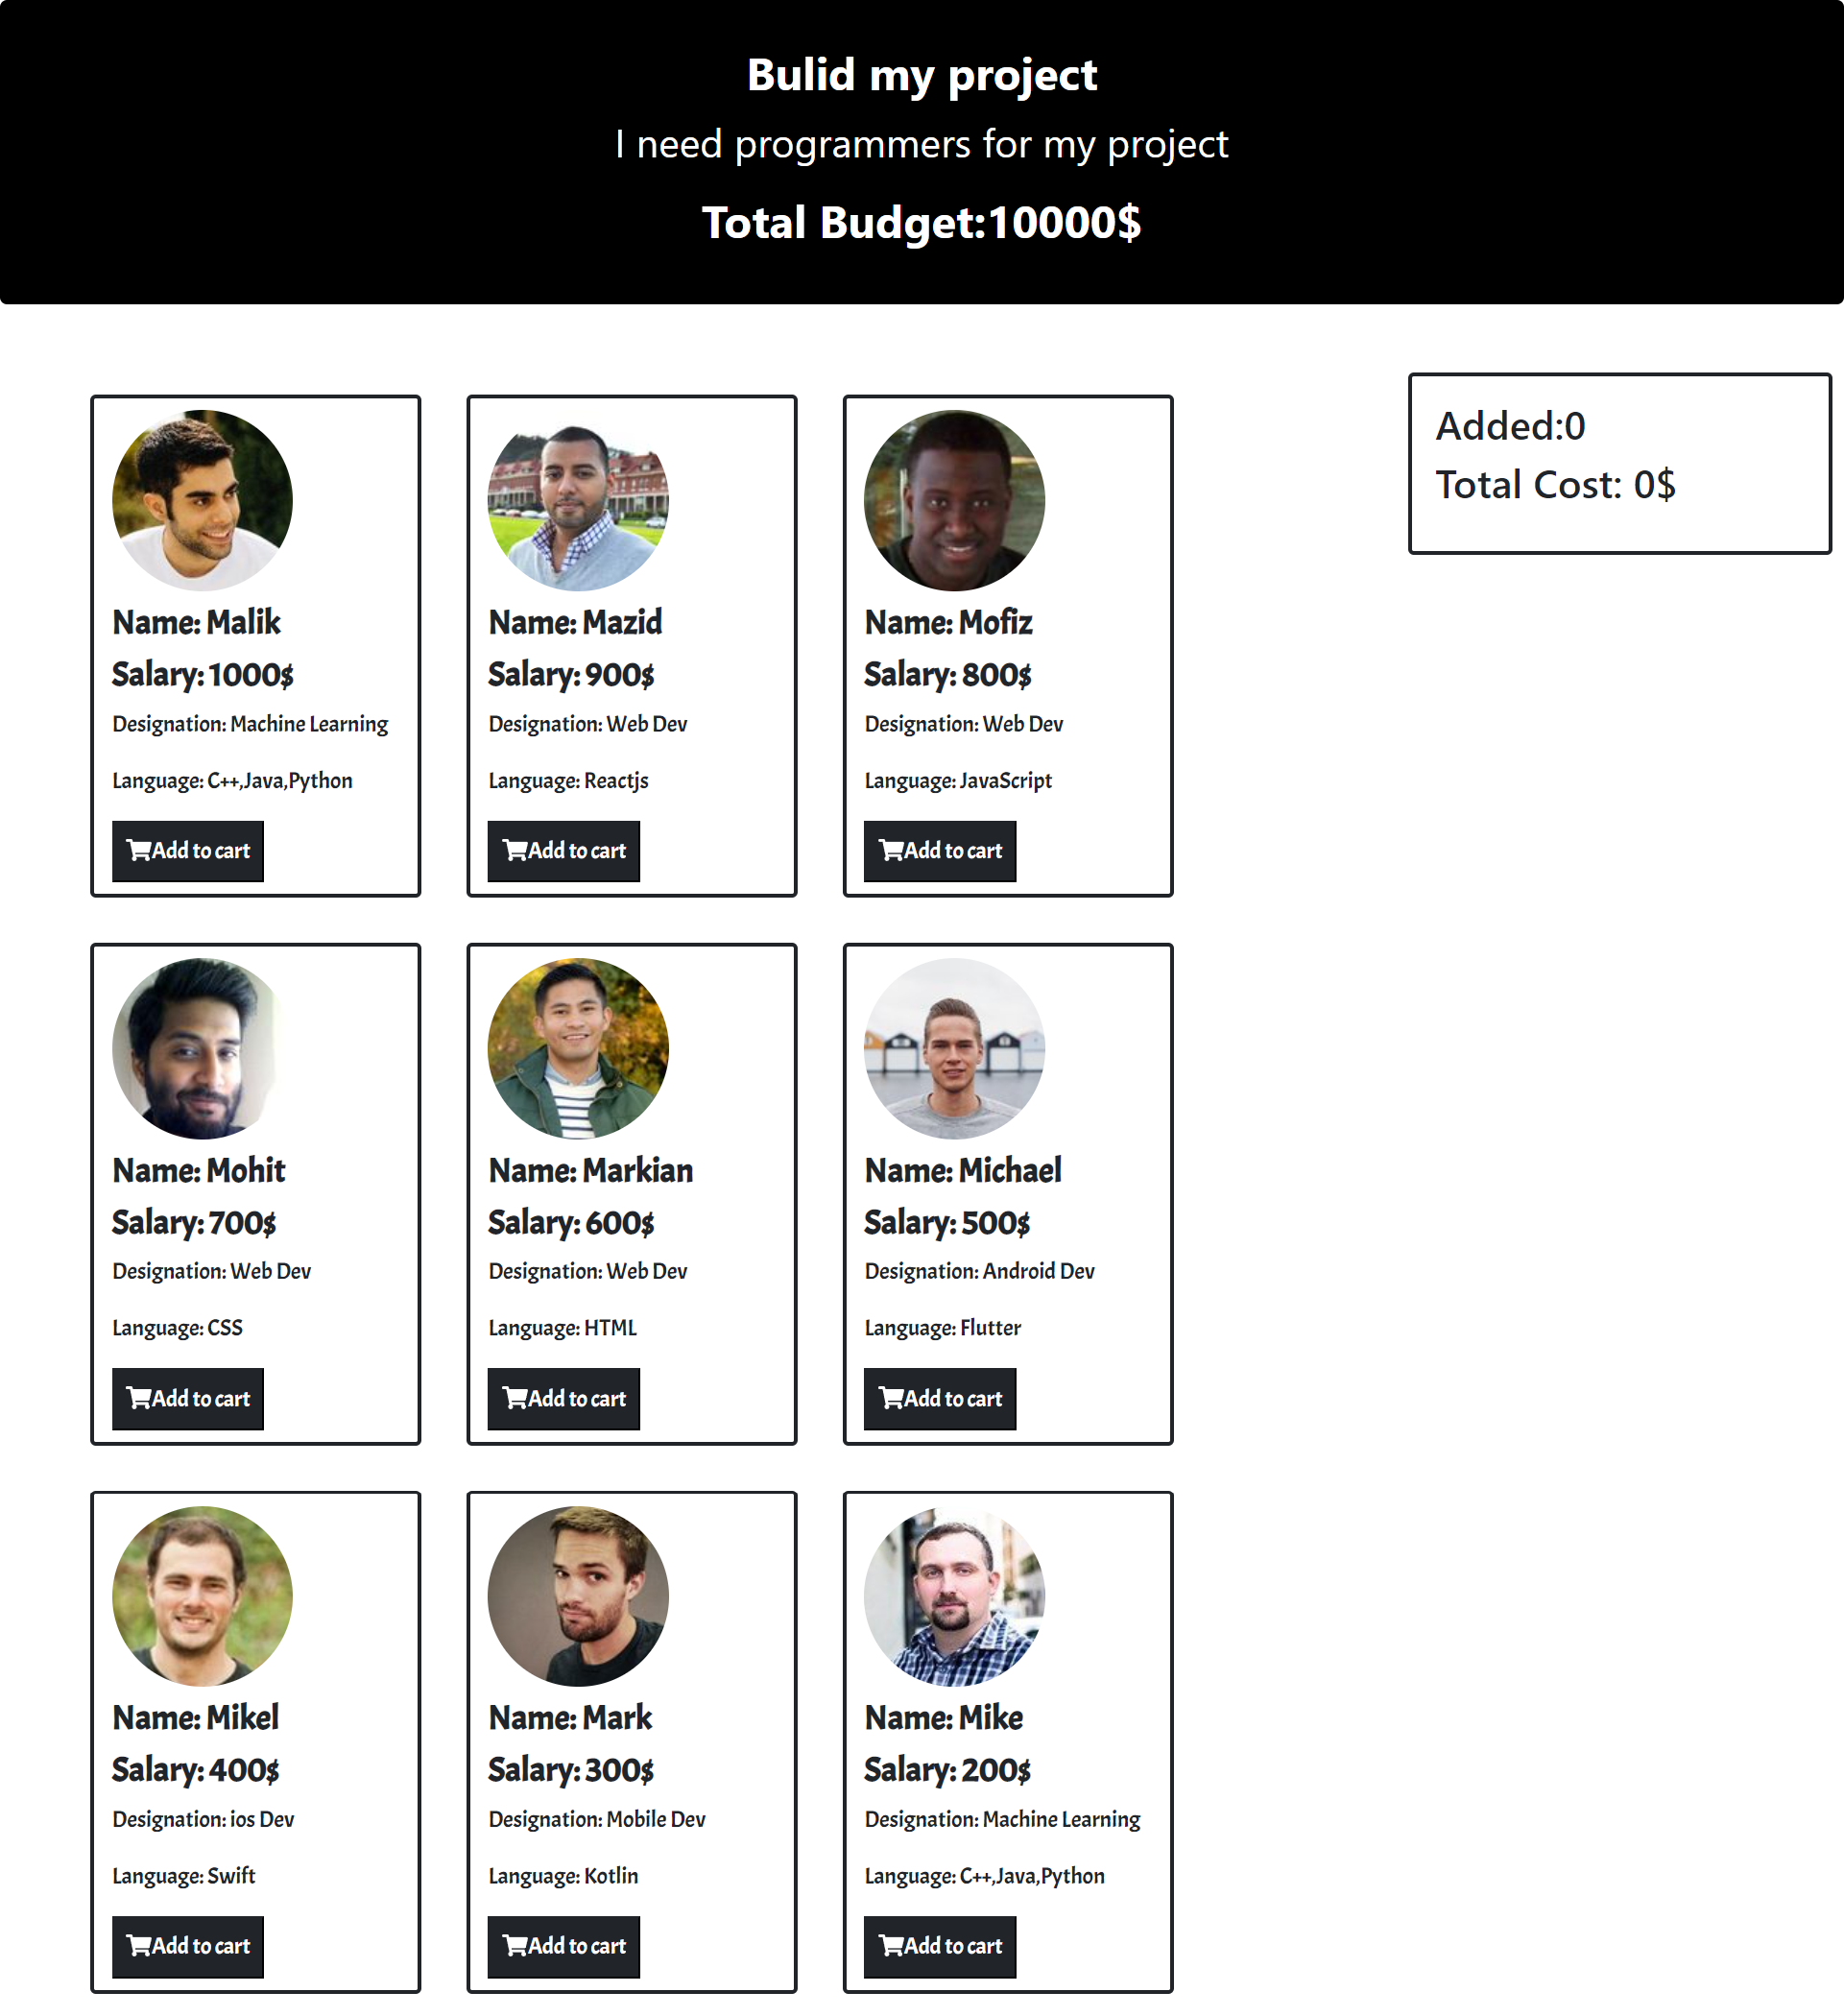 Bulid my project
I need programmers for my project
Total Budget:10000$
Added:0
Total Cost: 0$
Name: Malik
Salary: 1000$
Designation: Machine Learning
Language: C++,Java,Python
Add to cart
Name: Mazid
Salary: 900$
Designation: Web Dev
Language: Reactjs
Add to cart
Name: Mofiz
Salary: 800$
Designation: Web Dev
Language: JavaScript
Add to cart
Name: Mohit
Salary: 700$
Designation: Web Dev
Language: CSS
Add to cart
Name: Markian
Salary: 600$
Designation: Web Dev
Language: HTML
Add to cart
Name: Michael
Salary: 500$
Designation: Android Dev
Language: Flutter
Add to cart
Name: Mikel
Salary: 400$
Designation: ios Dev
Language: Swift
Add to cart
Name: Mark
Salary: 300$
Designation: Mobile Dev
Language: Kotlin
Add to cart
Name: Mike
Salary: 200$
Designation: Machine Learning
Language: C++,Java,Python
Add to cart